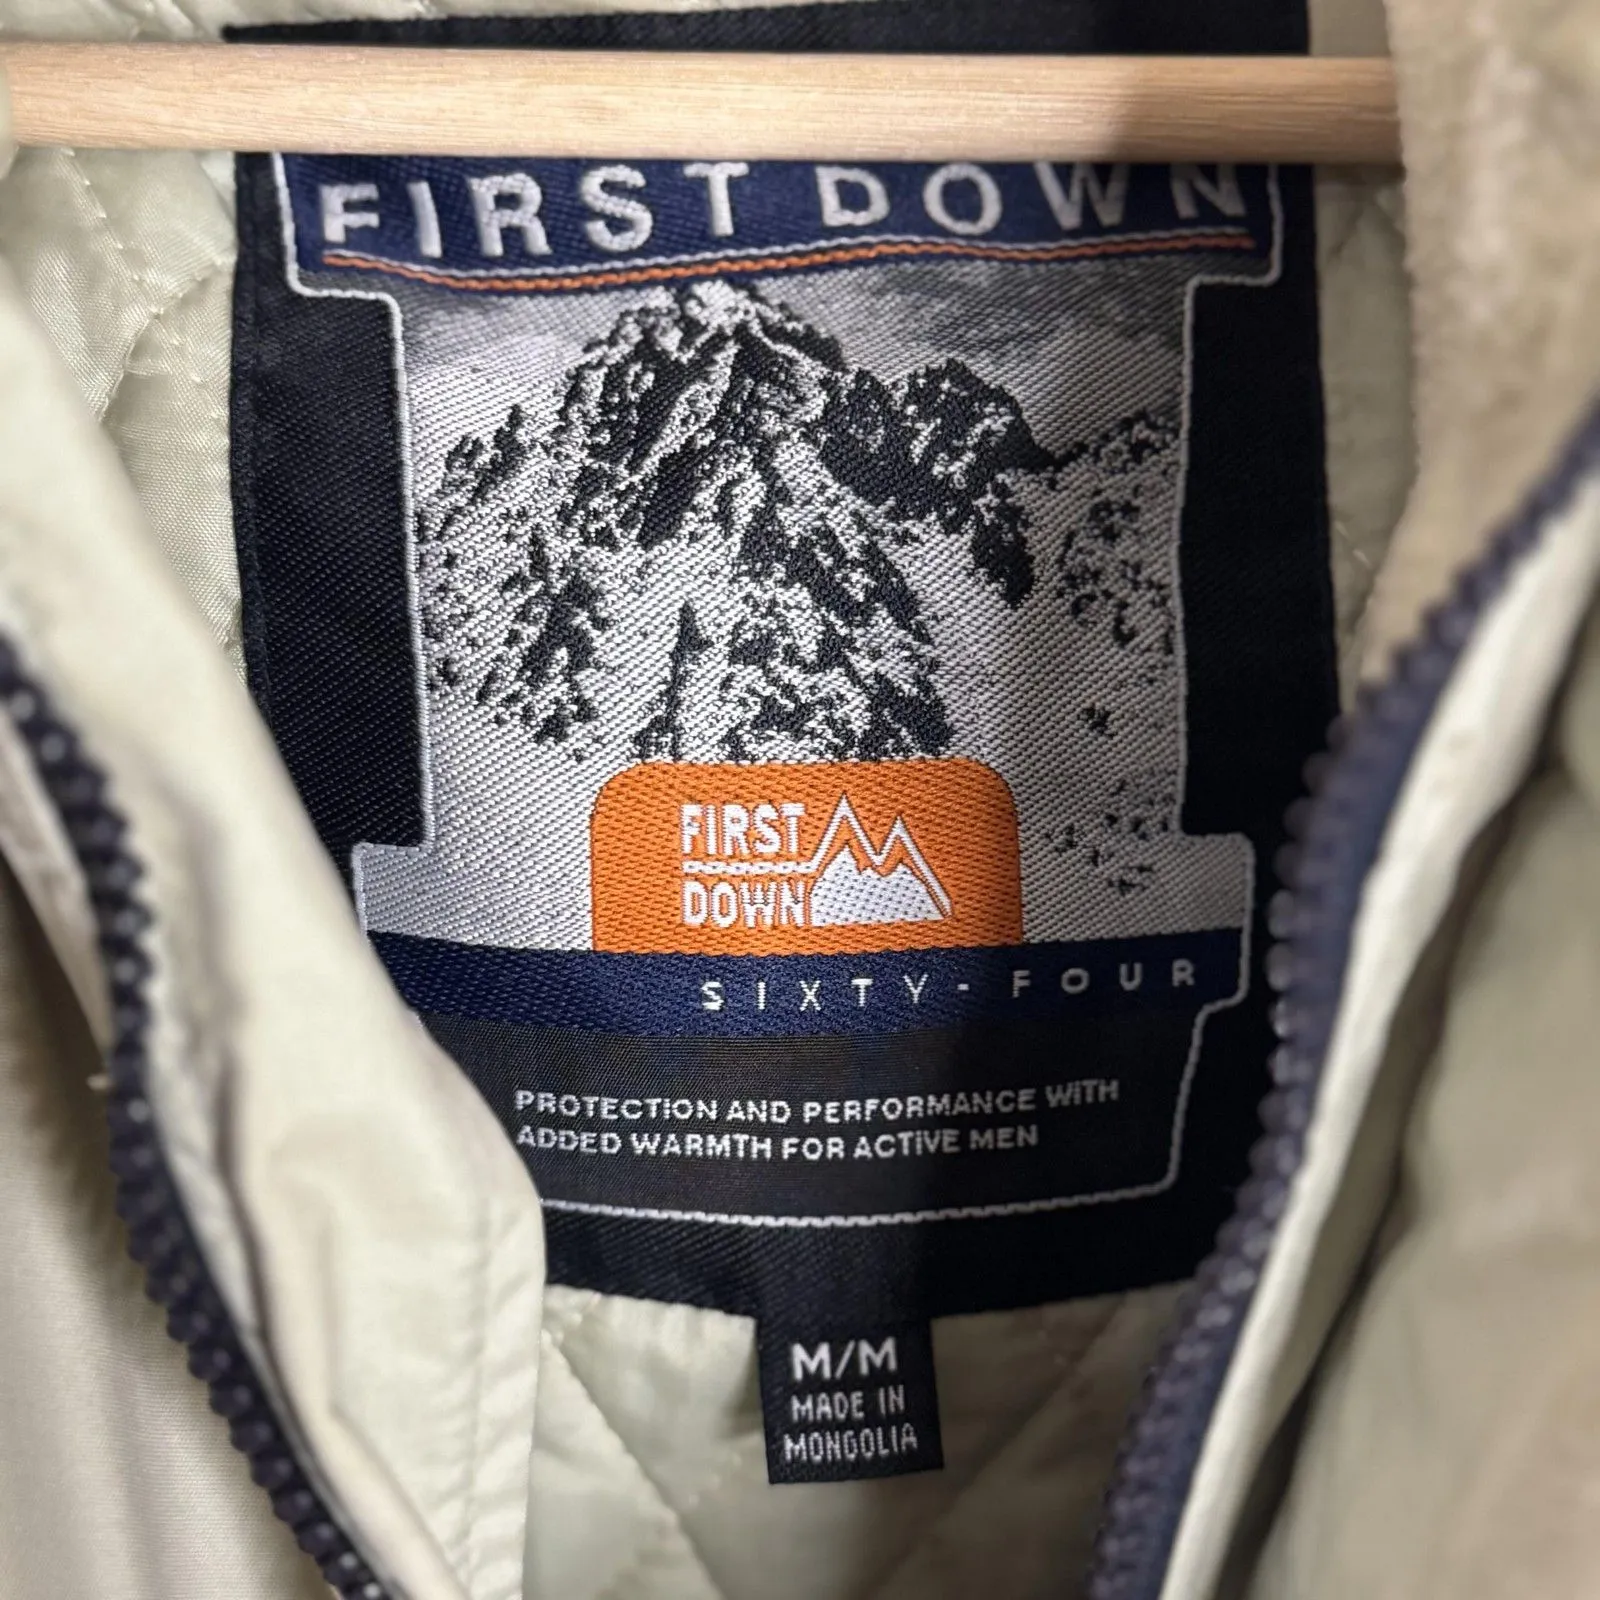 FIRST DOWN
FIRST
DOWN
SIXTY-FOUR
PROTECTION AND PERFORMANCE WITH
ADDED WARMTH FOR ACTIVE MEN
M/M
MADE IN
MONGOLIA